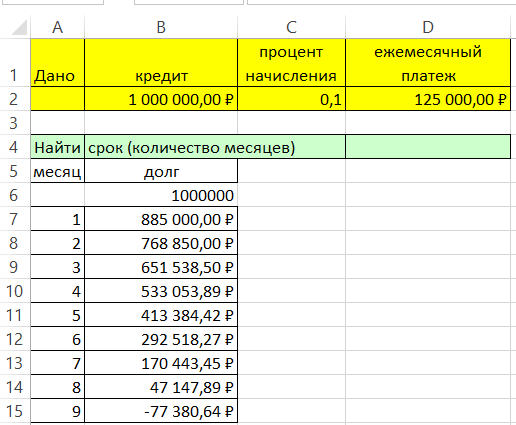 A B C D
1 Дано кредит процент начисления ежемесячный платеж
2 1 000 000,00 ₽ 0,1 125 000,00 ₽
3
4 Найти срок (количество месяцев)
5 месяц долг
6 1000000
7 1 885 000,00 ₽
8 2 768 850,00 ₽
9 3 651 538,50 ₽
10 4 533 053,89 ₽
11 5 413 384,42 ₽
12 6 292 518,27 ₽
13 7 170 443,45 ₽
14 8 47 147,89 ₽
15 9 -77 380,64 ₽